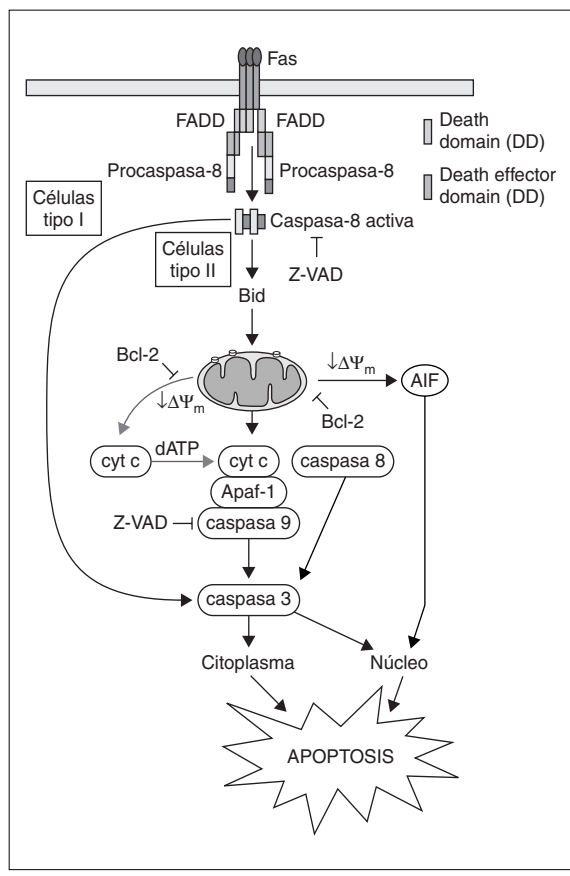 Fas
FADD
FADD
Death
domain (DD)
Procaspasa-8
Procaspasa-8
Death effector
domain (DD)
Células
tipo I
Caspasa-8 activa
Células
tipo II
Z-VAD
Bid
Bcl-2
↓ΔΨm
↓ΔΨm
AIF
Bcl-2
cyt c
dATP
cyt c
caspasa 8
Apaf-1
Z-VAD
caspasa 9
caspasa 3
Citoplasma
Núcleo
APOPTOSIS